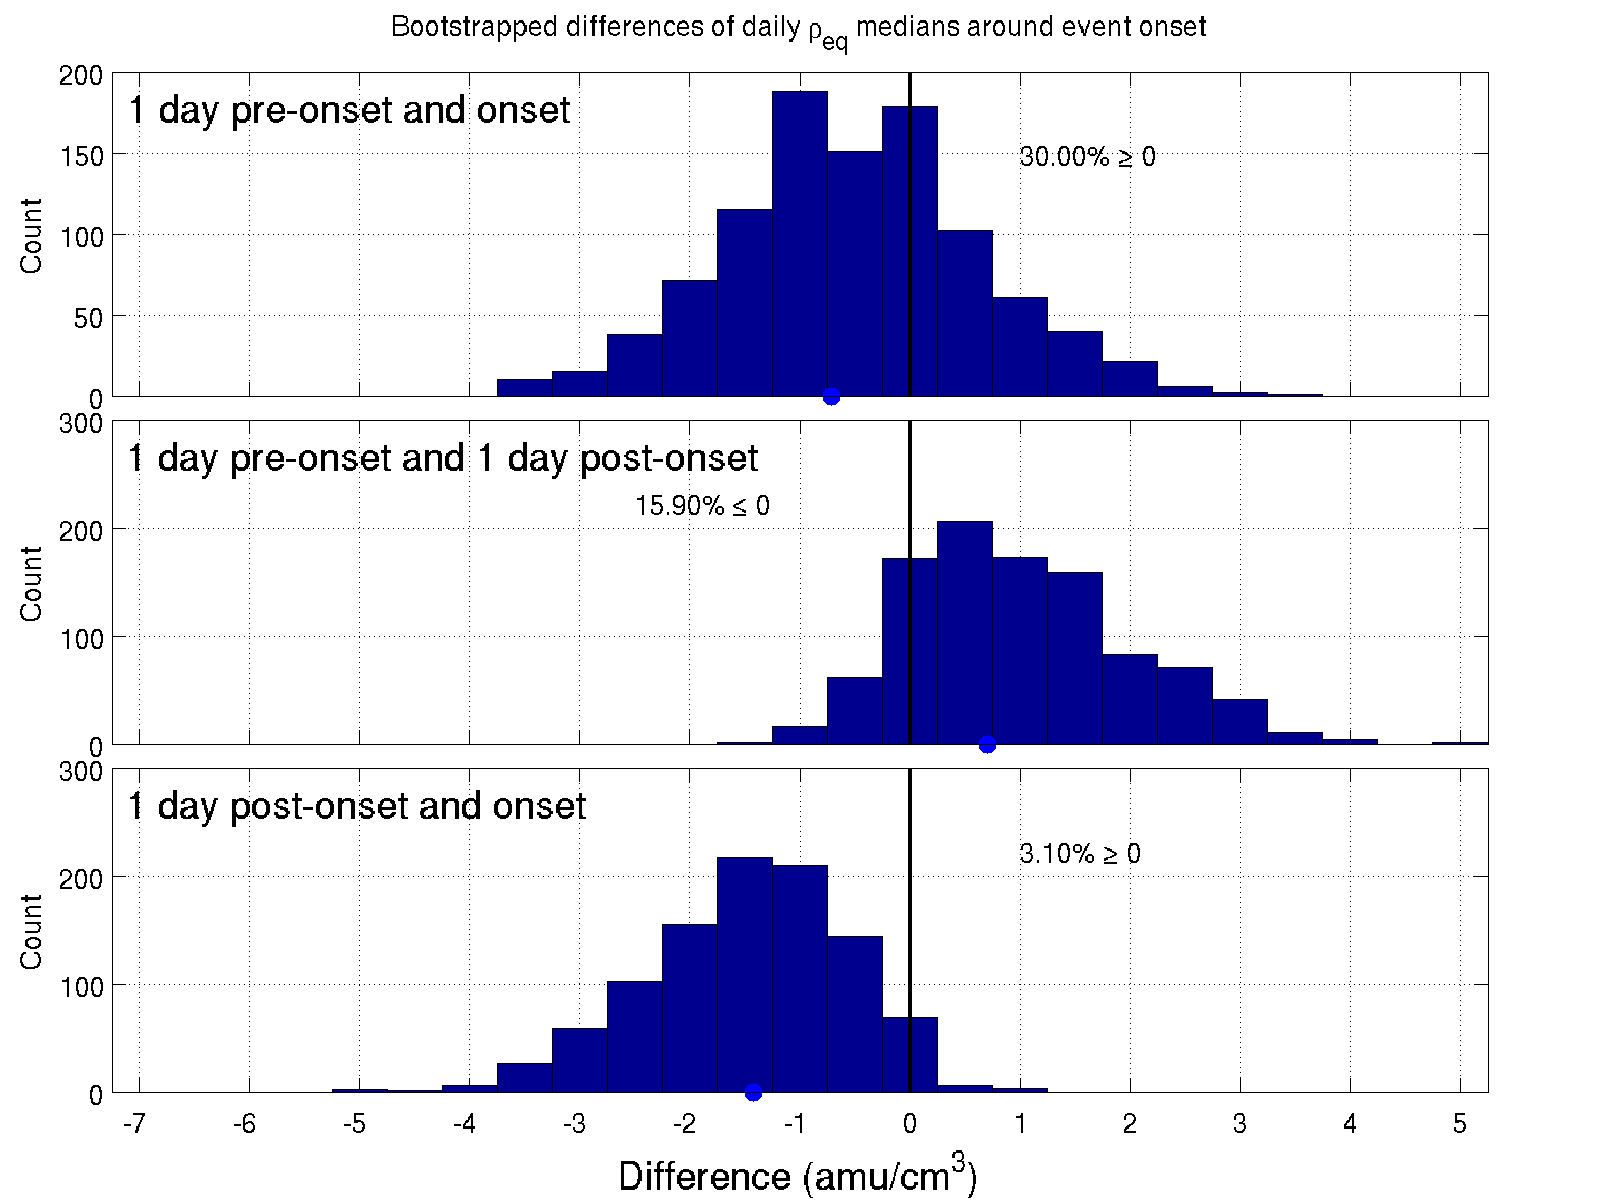 Bootstrapped differences of daily ρ_eq medians around event onset
200
150
100
50
0
Count
1 day pre-onset and onset
30.00% ≥ 0
300
200
100
0
Count
1 day pre-onset and 1 day post-onset
15.90% ≤ 0
300
200
100
0
Count
1 day post-onset and onset
3.10% ≥ 0
-7 -6 -5 -4 -3 -2 -1 0 1 2 3 4 5
Difference (amu/cm³)